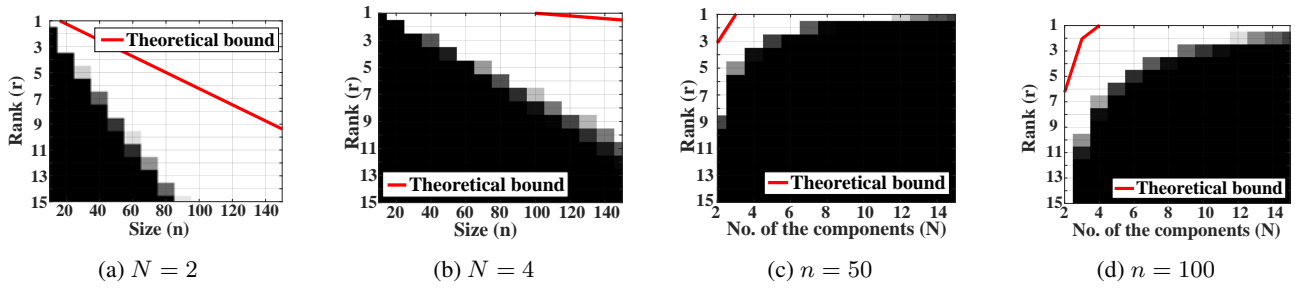 1
3
5
7
9
11
13
15
Rank (r)
20 40 60 80 100 120 140
Size (n)
Theoretical bound
(a) N = 2
1
3
5
7
9
11
13
15
Rank (r)
20 40 60 80 100 120 140
Size (n)
Theoretical bound
(b) N = 4
1
3
5
7
9
11
13
15
Rank (r)
2 4 6 8 10 12 14
No. of the components (N)
Theoretical bound
(c) n = 50
1
3
5
7
9
11
13
15
Rank (r)
2 4 6 8 10 12 14
No. of the components (N)
Theoretical bound
(d) n = 100